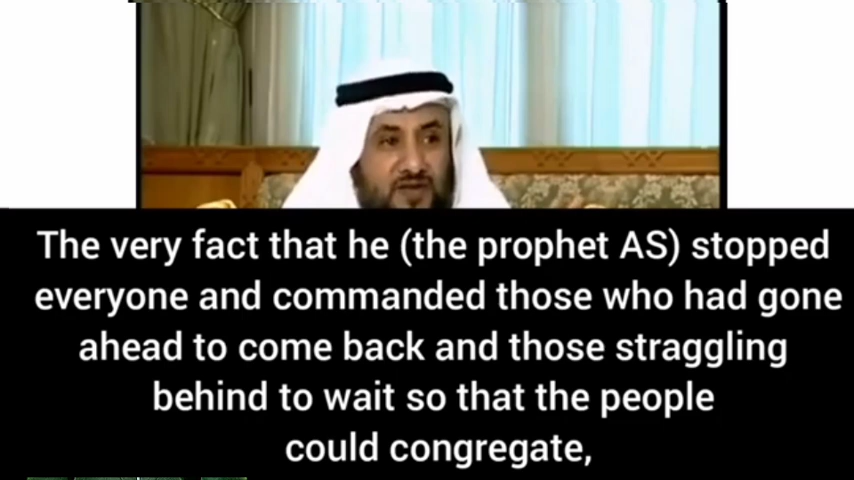 The very fact that he (the prophet AS) stopped
everyone and commanded those who had gone
ahead to come back and those straggling
behind to wait so that the people
could congregate,